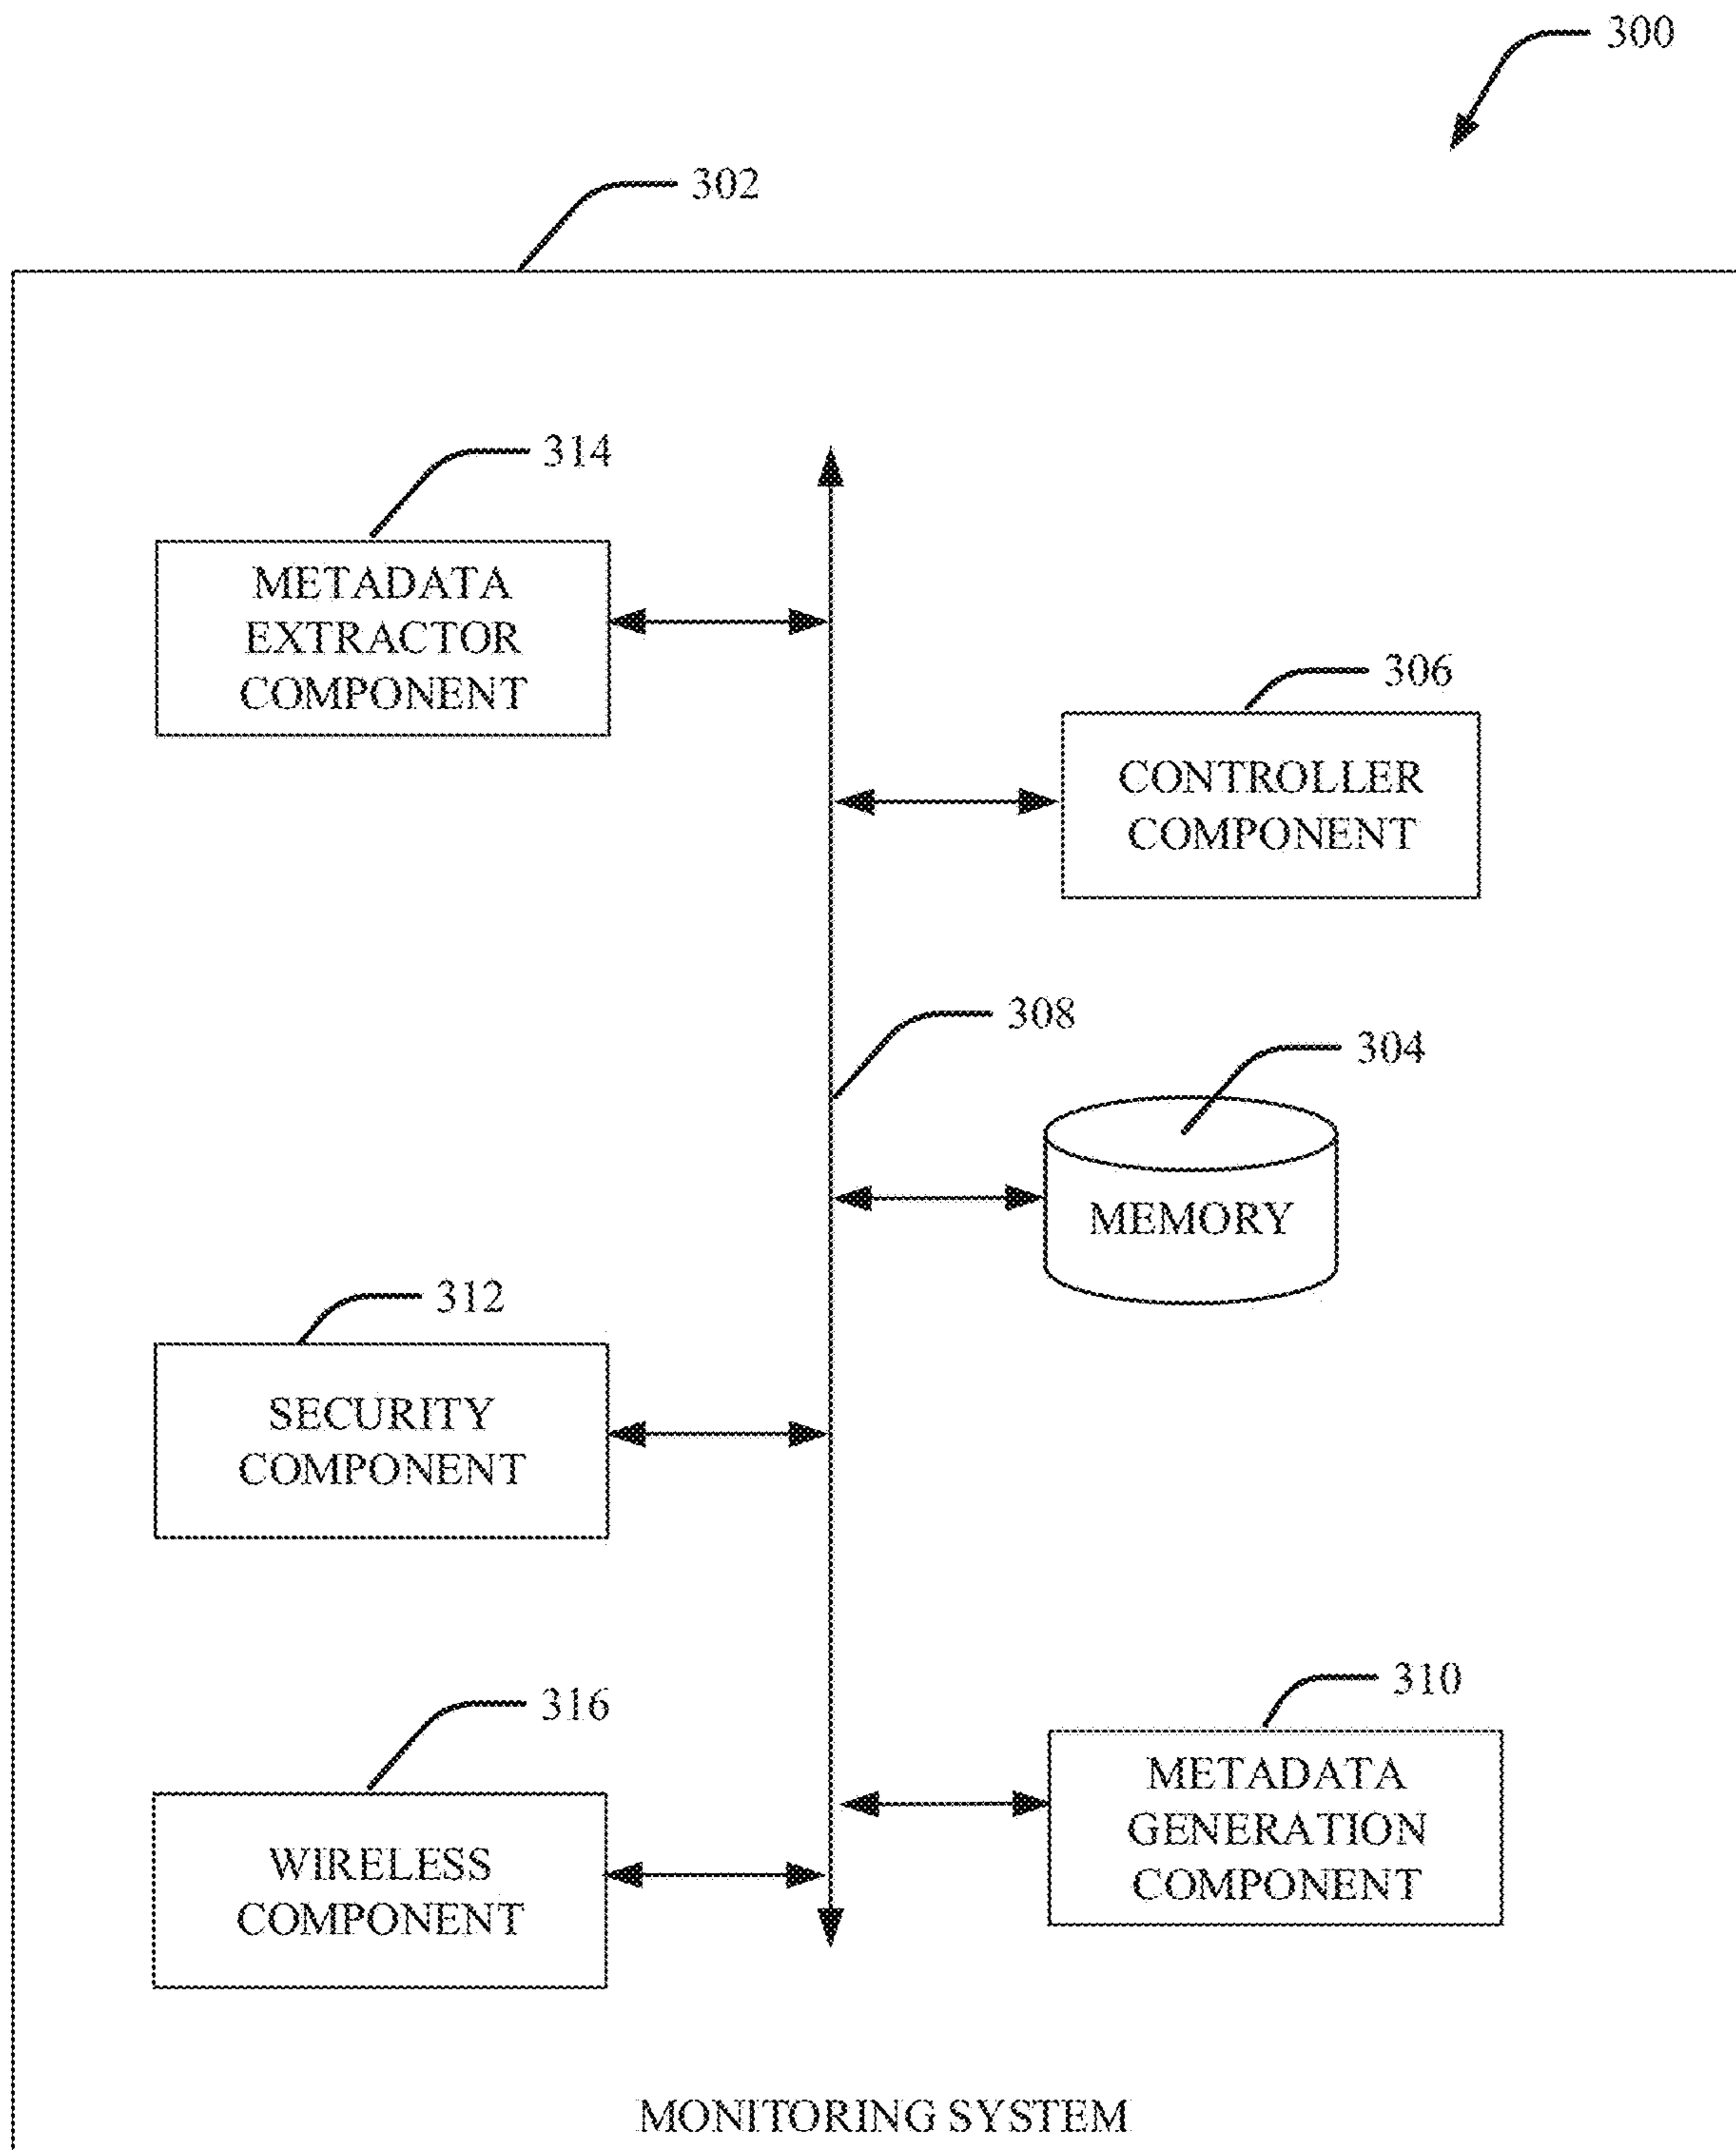 300
302
314
METADATA
EXTRACTOR
COMPONENT
306
CONTROLLER
COMPONENT
308
304
MEMORY
312
SECURITY
COMPONENT
310
316
METADATA
GENERATION
COMPONENT
WIRELESS
COMPONENT
MONITORING SYSTEM